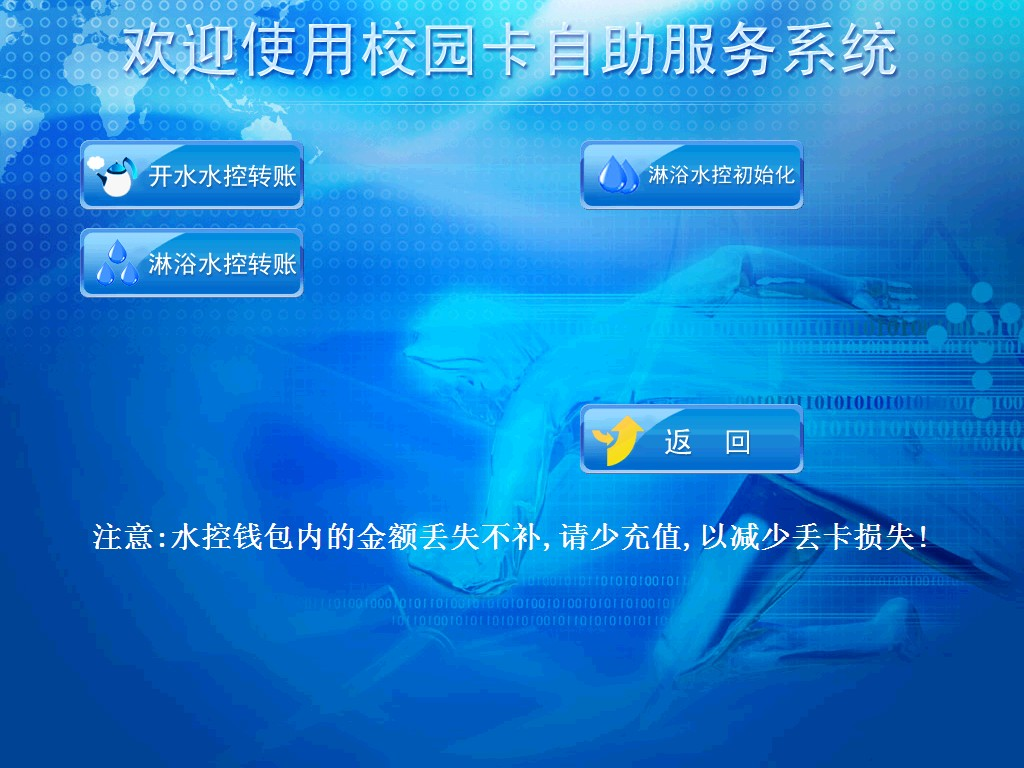 欢迎使用校园卡自助服务系统
开水水控转账
淋浴水控初始化
淋浴水控转账
返 回
注意:水控钱包内的金额丢失不补,请少充值,以减少丢卡损失!